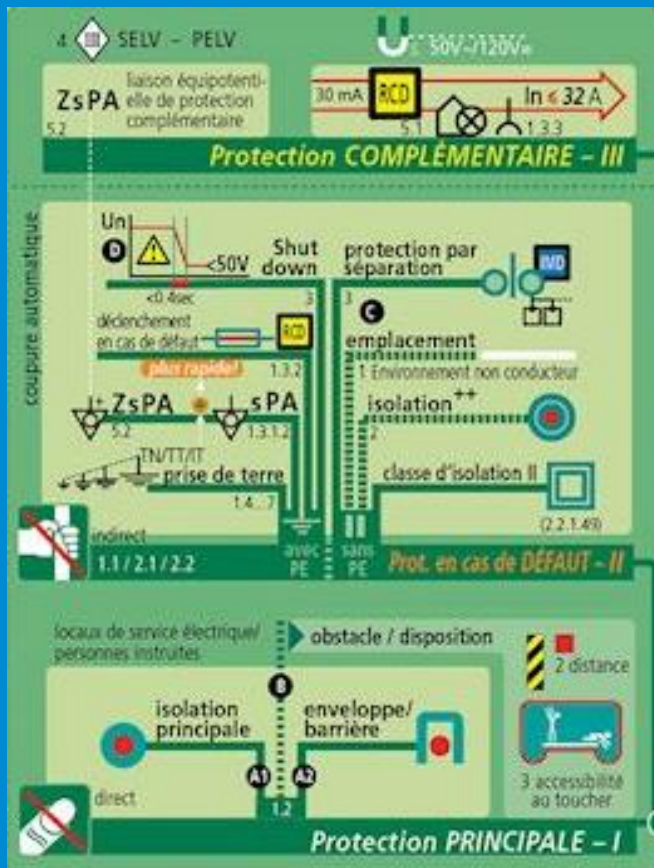 4 III SELV – PELV
U ≤ 50V~/120V=
ZsPA
liaison équipotenti-
elle de protection
complémentaire
5.2
30 mA RCD In ≤ 32 A
5.1 1.3.3
Protection COMPLÉMENTAIRE – III
coupure automatique
Un
D
<50V
<0.4sec
Shut
down
3
protection par
séparation
3
C
déclenchement
en cas de défaut
RCD
1.3.2
plus rapide!
emplacement
1 Environnement non conducteur
ZsPA
5.2
sPA
1.3.1.2
isolation ++
2
TN/TT/IT
prise de terre
1.4...7
classe d'isolation II
(2.2.1.49)
indirect
1.1 / 2.1 / 2.2
avec
PE
sans
PE
Prot. en cas de DÉFAUT – II
locaux de service électrique/
personnes instruites
obstacle / disposition
2 distance
B
isolation
principale
enveloppe/
barrière
A1
A2
1.2
3 accessibilité
au toucher
direct
Protection PRINCIPALE – I